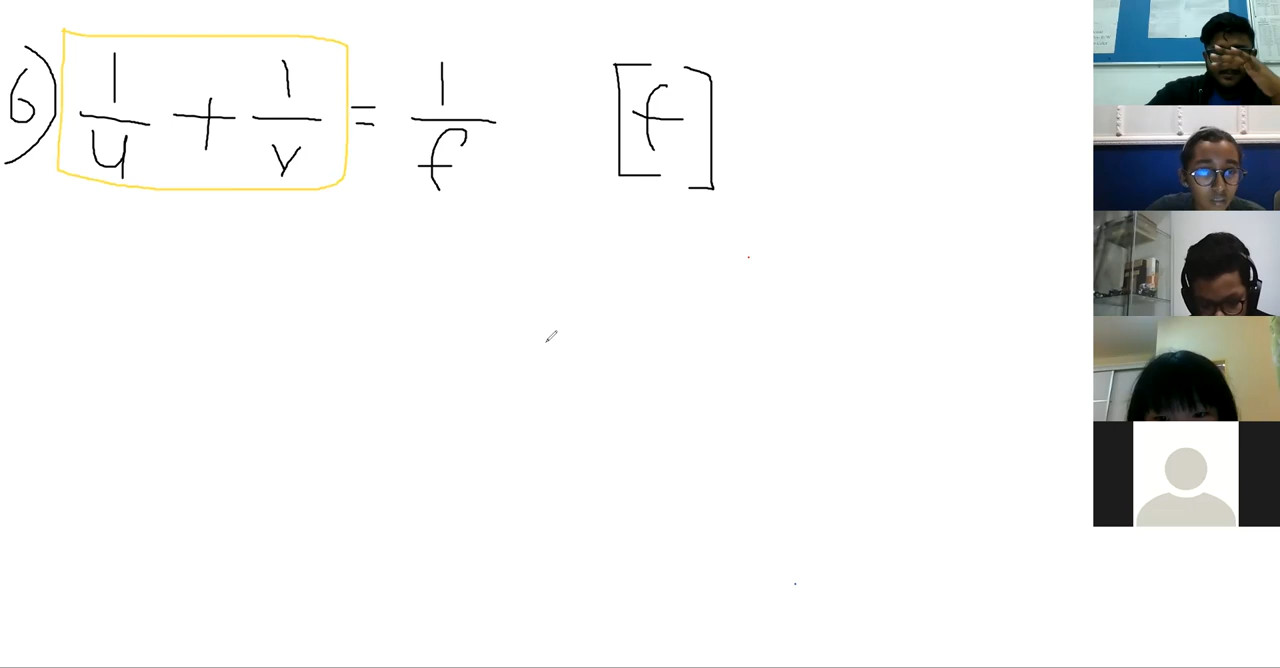 6) 1/u + 1/v = 1/f [f]